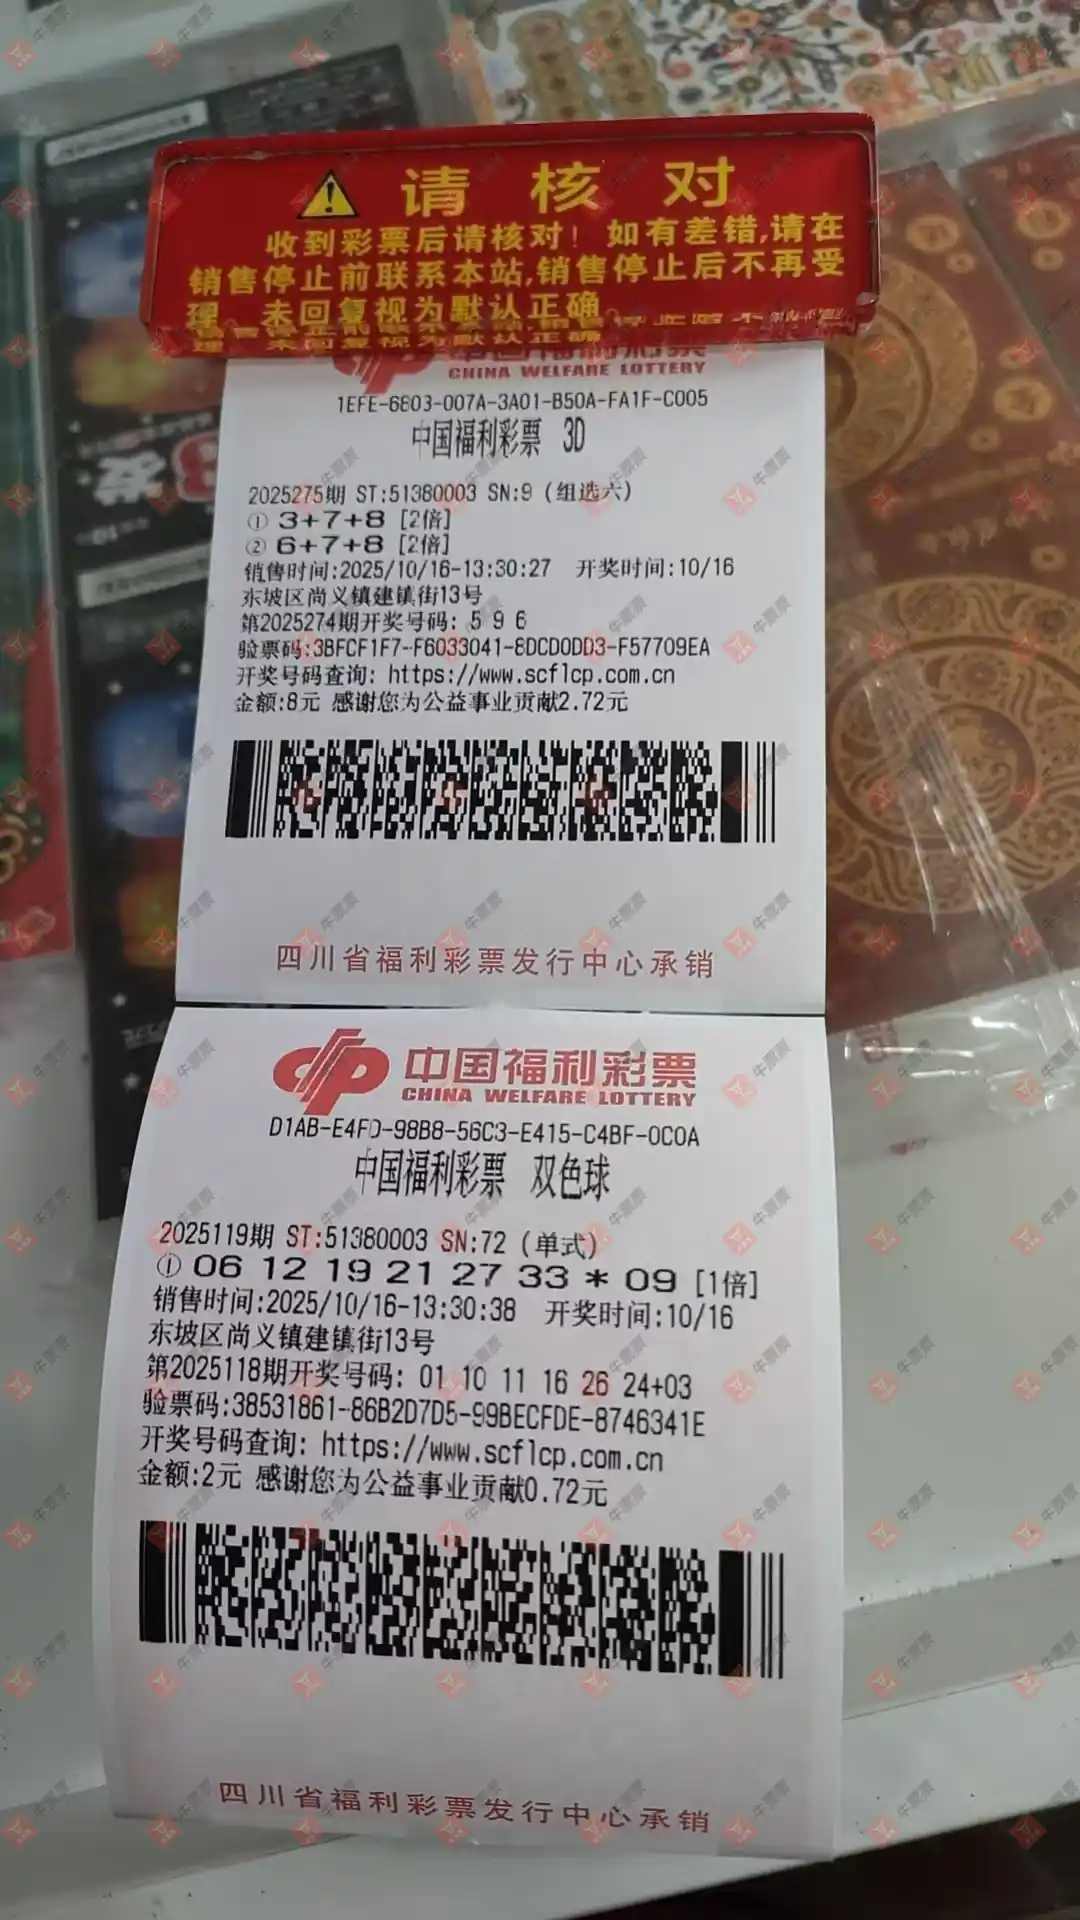 请核对
收到彩票后请核对！如有差错,请在
销售停止前联系本站,销售停止后不再受
理，未回复视为默认正确
中国福利彩票
CHINA WELFARE LOTTERY
1EFE-6803-007A-3A01-B50A-FA1F-C005
中国福利彩票 3D
2025275期 ST:51380003 SN:9 (组选六)
① 3+7+8 [2倍]
② 6+7+8 [2倍]
销售时间:2025/10/16-13:30:27 开奖时间:10/16
东坡区尚义镇建镇街13号
第2025274期开奖号码: 5 9 6
验票码:3BFCF1F7-F6033041-8DCD0DD3-F57709EA
开奖号码查询: https://www.scflcp.com.cn
金额:8元 感谢您为公益事业贡献2.72元
四川省福利彩票发行中心承销
中国福利彩票
CHINA WELFARE LOTTERY
D1AB-E4FD-98B8-56C3-E415-C4BF-0C0A
中国福利彩票 双色球
2025119期 ST:51380003 SN:72 (单式)
① 06 12 19 21 27 33 * 09 [1倍]
销售时间:2025/10/16-13:30:38 开奖时间:10/16
东坡区尚义镇建镇街13号
第2025118期开奖号码: 01 10 11 16 26 24+03
验票码:38531861-86B2D7D5-99BECFDE-8746341E
开奖号码查询: https://www.scflcp.com.cn
金额:2元 感谢您为公益事业贡献0.72元
四川省福利彩票发行中心承销
牛票票